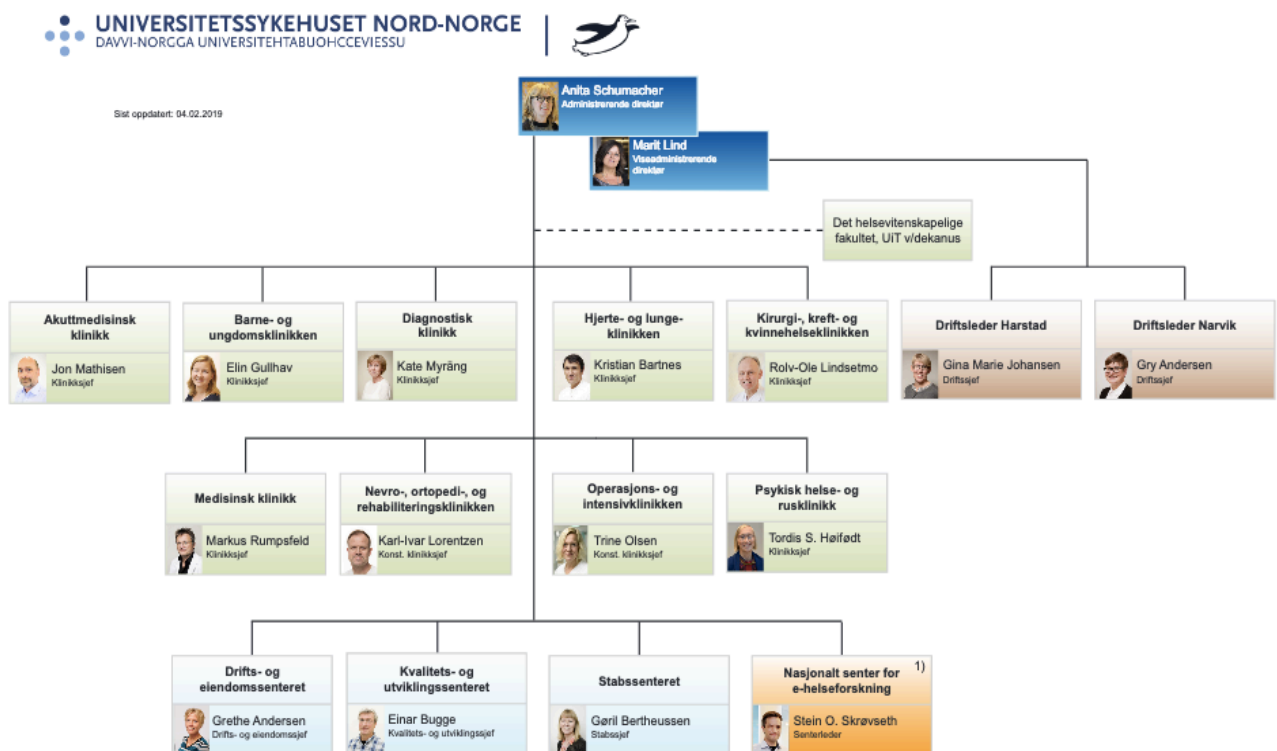 UNIVERSITETSSYKEHUSET NORD-NORGE
DAVVI-NORGGA UNIVERSITEHTABUOHCCEVIESSU
Sist oppdatert: 04.02.2019
Anita Schumacher
Administrerende direktør
Marit Lind
Viseadministrerende
direktør
Det helsevitenskapelige
fakultet, UiT v/dekanus
Akuttmedisinsk
klinikk
Jon Mathisen
Klinikksjef
Barne- og
ungdomsklinikken
Elin Gullhav
Klinikksjef
Diagnostisk
klinikk
Kate Myräng
Klinikksjef
Hjerte- og lunge-
klinikken
Kristian Bartnes
Klinikksjef
Kirurgi-, kreft- og
kvinnehelseklinikken
Rolv-Ole Lindsetmo
Klinikksjef
Driftsleder Harstad
Gina Marie Johansen
Driftssjef
Driftsleder Narvik
Gry Andersen
Driftssjef
Medisinsk klinikk
Markus Rumpsfeld
Klinikksjef
Nevro-, ortopedi-, og
rehabiliteringsklinikken
Karl-Ivar Lorentzen
Konst. klinikksjef
Operasjons- og
intensivklinikken
Trine Olsen
Konst. klinikksjef
Psykisk helse- og
rusklinikk
Tordis S. Høifødt
Klinikksjef
Drifts- og
eiendomssenteret
Grethe Andersen
Drifts- og eiendomssjef
Kvalitets- og
utviklingssenteret
Einar Bugge
Kvalitets- og utviklingssjef
Stabssenteret
Gøril Bertheussen
Stabssjef
Nasjonalt senter for 1)
e-helseforskning
Stein O. Skrøvseth
Senterleder